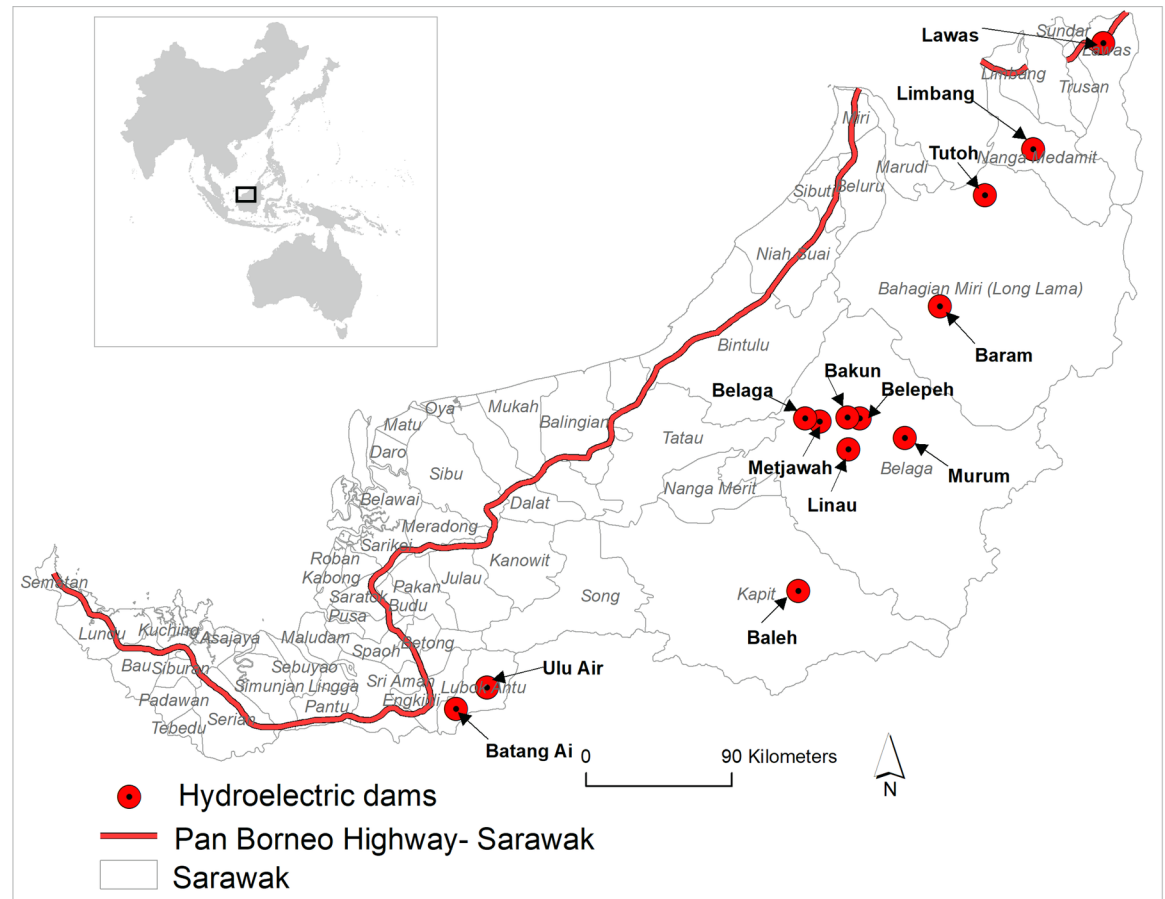 Lawas
Sundar
Lawas
Limbang
Trusan
Limbang
Miri
Tutoh
Nanga Medamit
Marudi
Sibuti
Beluru
Niah Suai
Bahagian Miri (Long Lama)
Bintulu
Baram
Bakun
Belaga
Belepeh
Oya
Mukah
Matu
Balingian
Tatau
Daro
Metjawah
Belaga
Murum
Sibu
Nanga Merit
Linau
Belawai
Dalat
Meradong
Sarikei
Roban
Kanowit
Kabong
Julau
Pakan
Sematan
Saratok
Budu
Song
Kapit
Pusa
Baleh
Lundu
Kuching
Asajaya
Maludam
Betong
Spaoh
Bau
Siburan
Sebuyao
Ulu Air
Simunjan
Lingga
Sri Aman
Lubok Antu
Padawan
Pantu
Engkilili
Serian
Tebedu
Batang Ai
0
90 Kilometers
N
Hydroelectric dams
Pan Borneo Highway- Sarawak
Sarawak